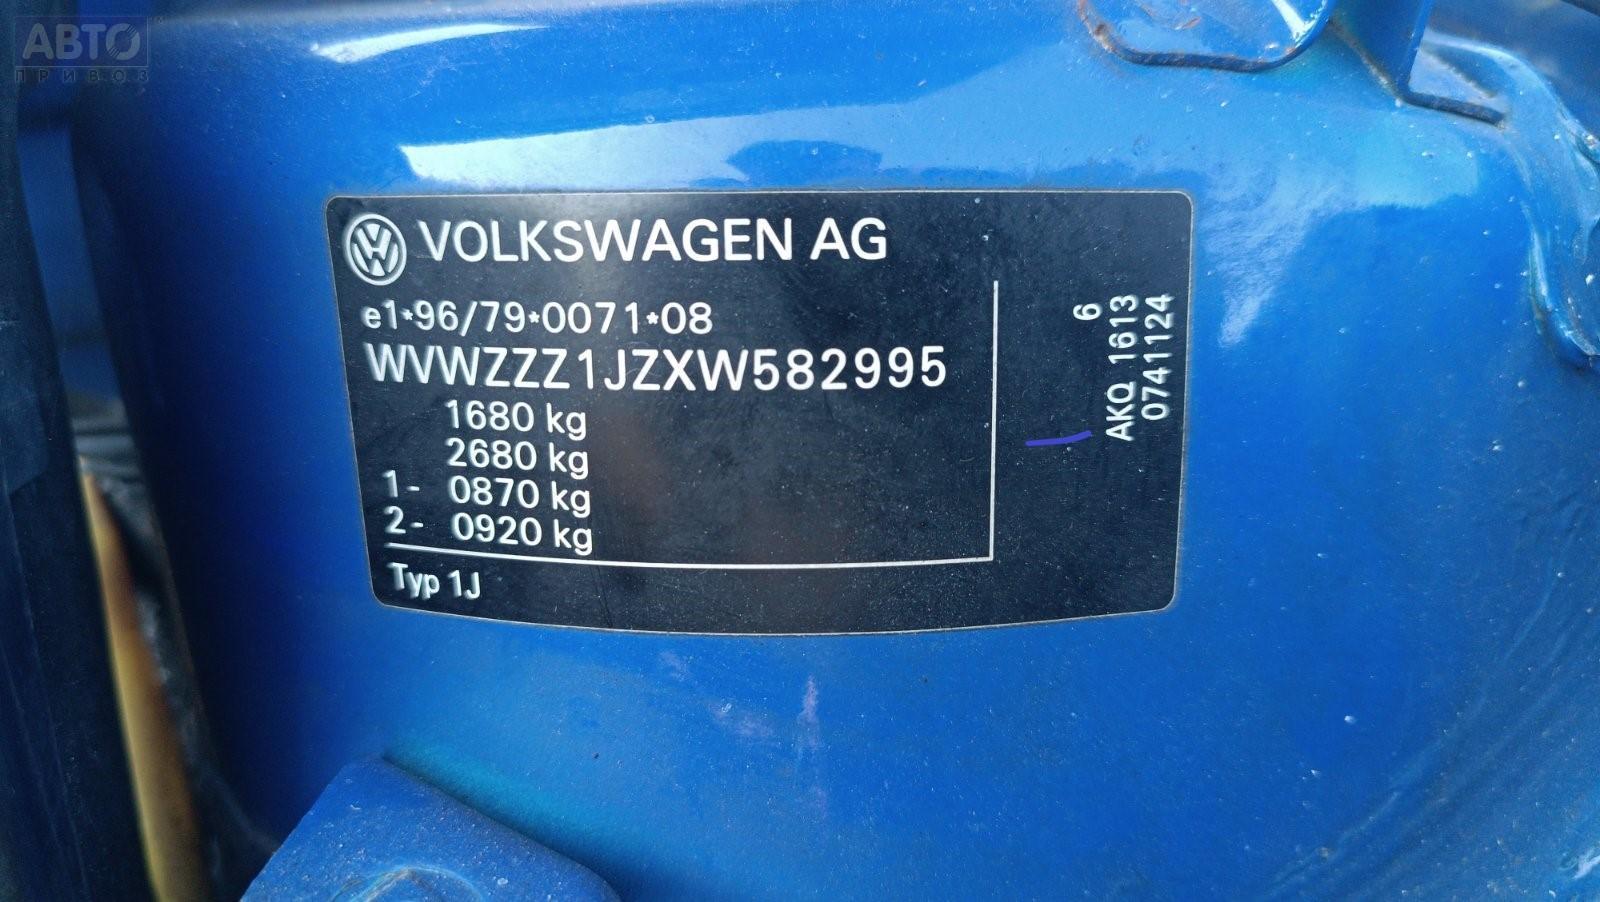 АВТО
ПРИВОЗ
VOLKSWAGEN AG
e1*96/79*0071*08
WVWZZZ1JZXW582995
1680 kg
2680 kg
1- 0870 kg
2- 0920 kg
Typ 1J
6
AKQ 1613
0741124